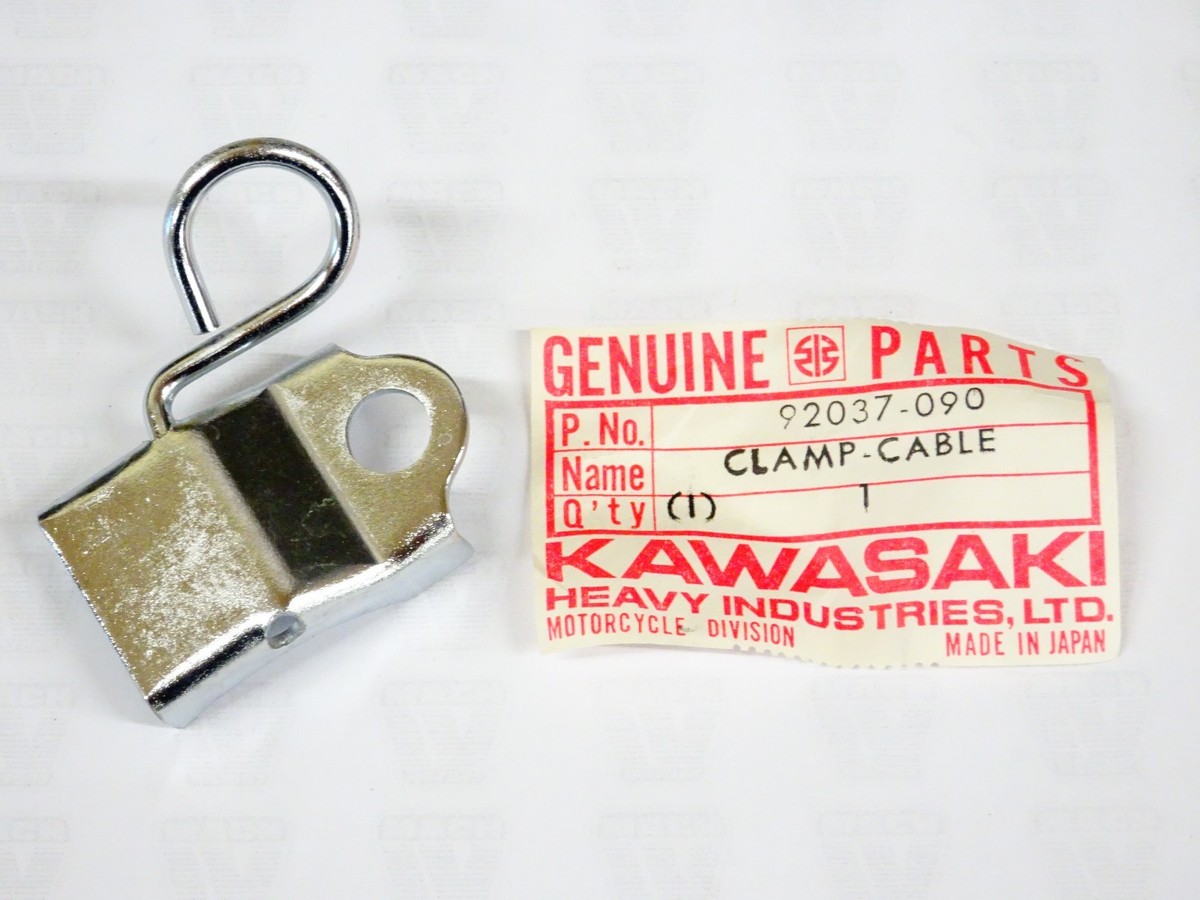 GENUINE PARTS
P. No. 92037-090
Name CLAMP-CABLE
Q'ty (1) 1
KAWASAKI
HEAVY INDUSTRIES, LTD.
MOTORCYCLE DIVISION MADE IN JAPAN